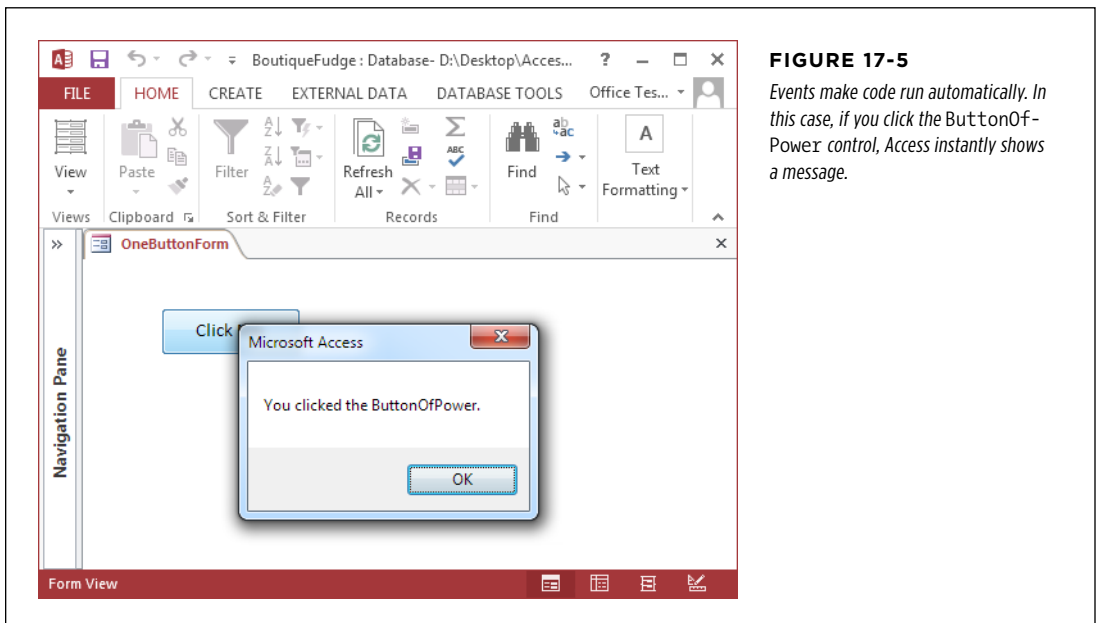 BoutiqueFudge : Database- D:\Desktop\Acces... ?
FILE HOME CREATE EXTERNAL DATA DATABASE TOOLS Office Tes...
View
Paste
Filter
Refresh
All
ABC
Find
ab
ac
A
Text
Formatting
Views Clipboard Sort & Filter Records Find
» OneButtonForm
Navigation Pane
Click
Microsoft Access
You clicked the ButtonOfPower.
OK
Form View
FIGURE 17-5
Events make code run automatically. In
this case, if you click the ButtonOf-
Power control, Access instantly shows
a message.